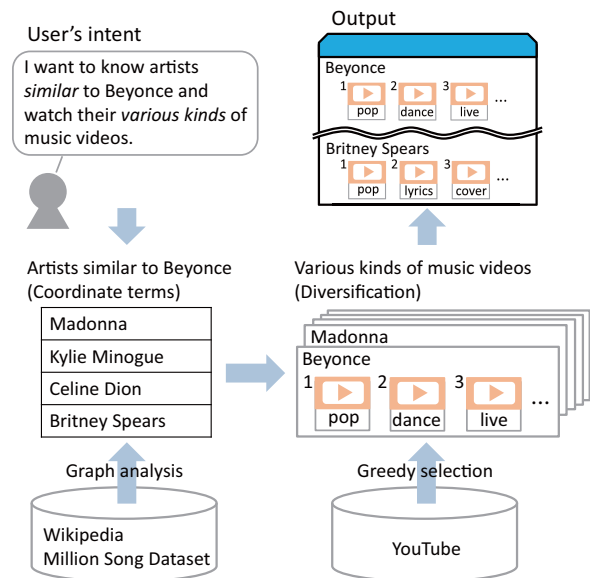 User's intent
I want to know artists
similar to Beyonce and
watch their various kinds of
music videos.
Output
Beyonce
1 2 3
pop dance live ...
Britney Spears
1 2 3
pop lyrics cover ...
Artists similar to Beyonce
(Coordinate terms)
Madonna
Kylie Minogue
Celine Dion
Britney Spears
Various kinds of music videos
(Diversification)
Madonna
Beyonce
1 2 3
pop dance live ...
Graph analysis
Wikipedia
Million Song Dataset
Greedy selection
YouTube